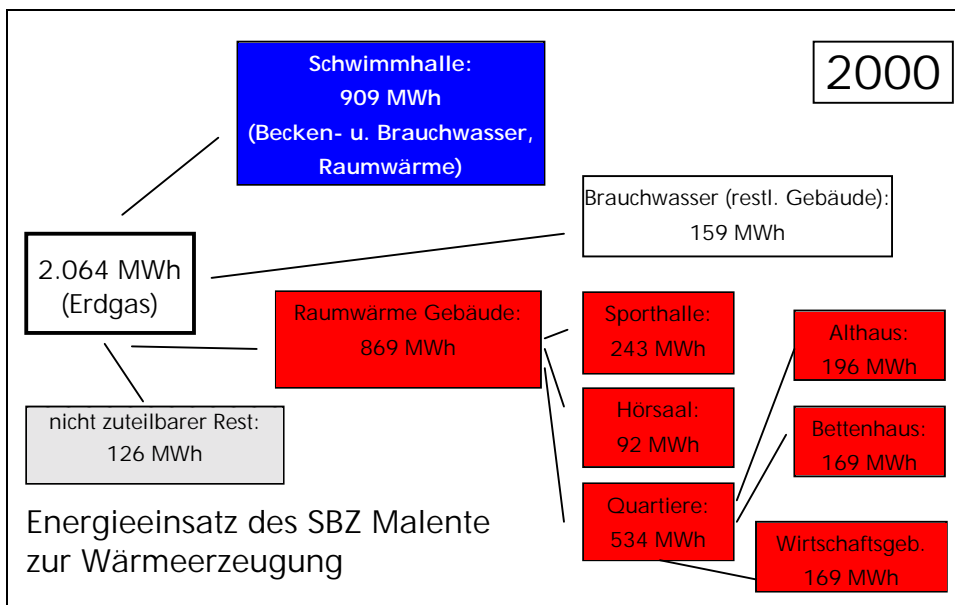 Schwimmhalle:
909 MWh
(Becken- u. Brauchwasser,
Raumwärme)
2000
Brauchwasser (restl. Gebäude):
159 MWh
2.064 MWh
(Erdgas)
Raumwärme Gebäude:
869 MWh
Sporthalle:
243 MWh
Althaus:
196 MWh
nicht zuteilbarer Rest:
126 MWh
Hörsaal:
92 MWh
Bettenhaus:
169 MWh
Quartiere:
534 MWh
Wirtschaftsgeb.
169 MWh
Energieeinsatz des SBZ Malente
zur Wärmeerzeugung